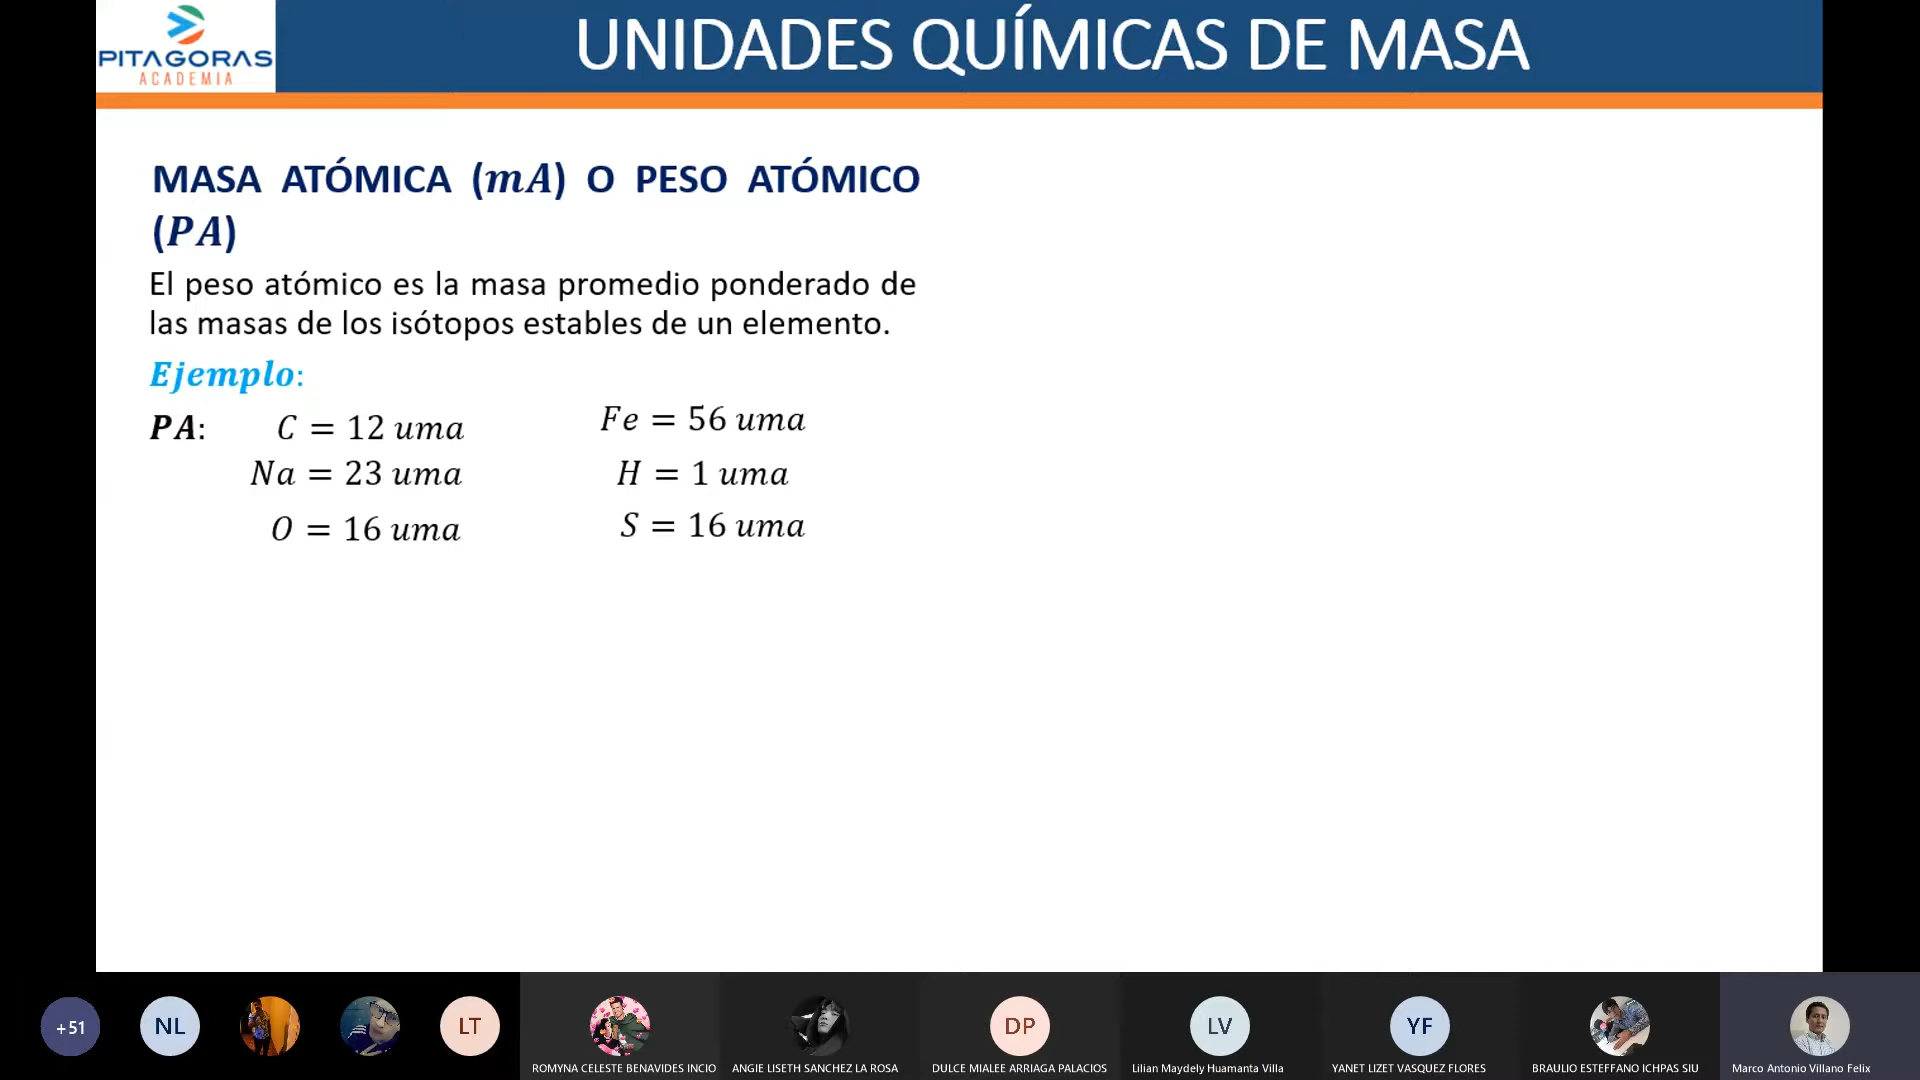 PITAGORAS
ACADEMIA
UNIDADES QUÍMICAS DE MASA
MASA ATÓMICA (mA) O PESO ATÓMICO
(PA)
El peso atómico es la masa promedio ponderado de
las masas de los isótopos estables de un elemento.
Ejemplo:
PA: C = 12 uma Fe = 56 uma
Na = 23 uma H = 1 uma
O = 16 uma S = 16 uma
+51 NL LT DP LV YF
ROMYNA CELESTE BENAVIDES INCIO ANGIE LISETH SANCHEZ LA ROSA DULCE MIALEE ARRIAGA PALACIOS Lilian Maydely Huamanta Villa YANET LIZET VASQUEZ FLORES BRAULIO ESTEFFANO ICHPAS SIU Marco Antonio Villano Felix